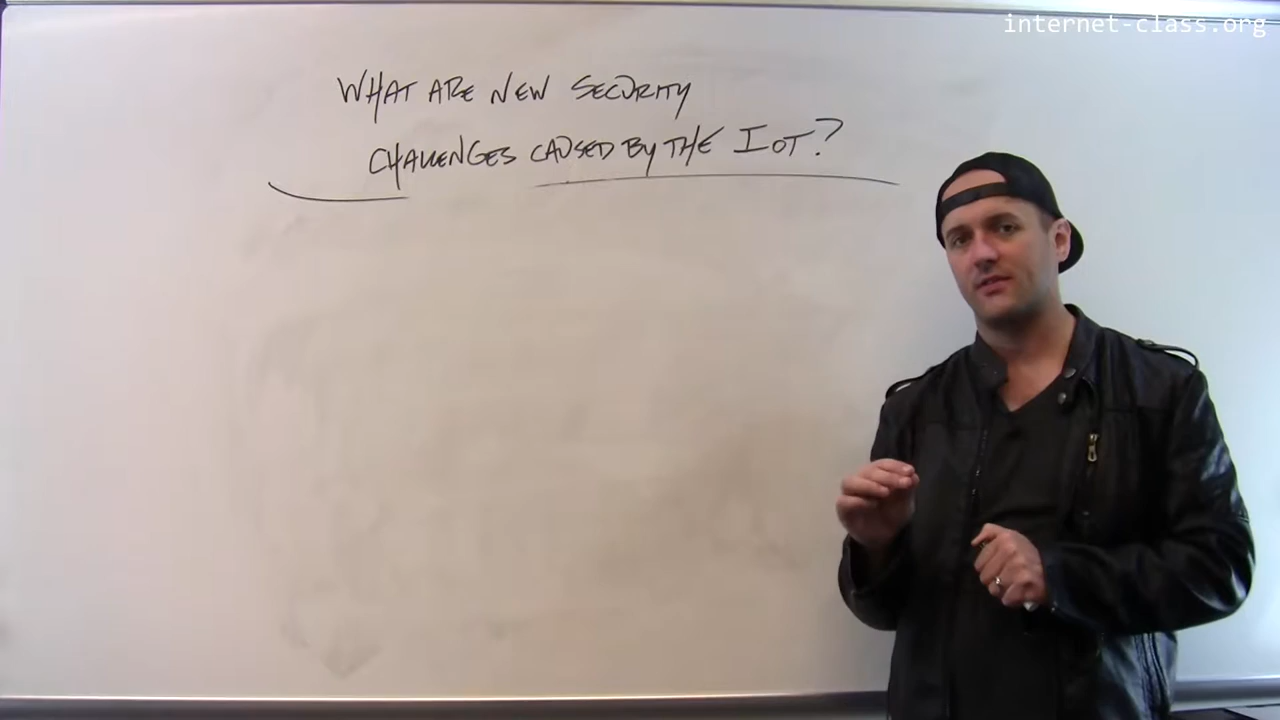 internet-class.org
WHAT ARE NEW SECURITY
CHALLENGES CAUSED BY THE IOT?